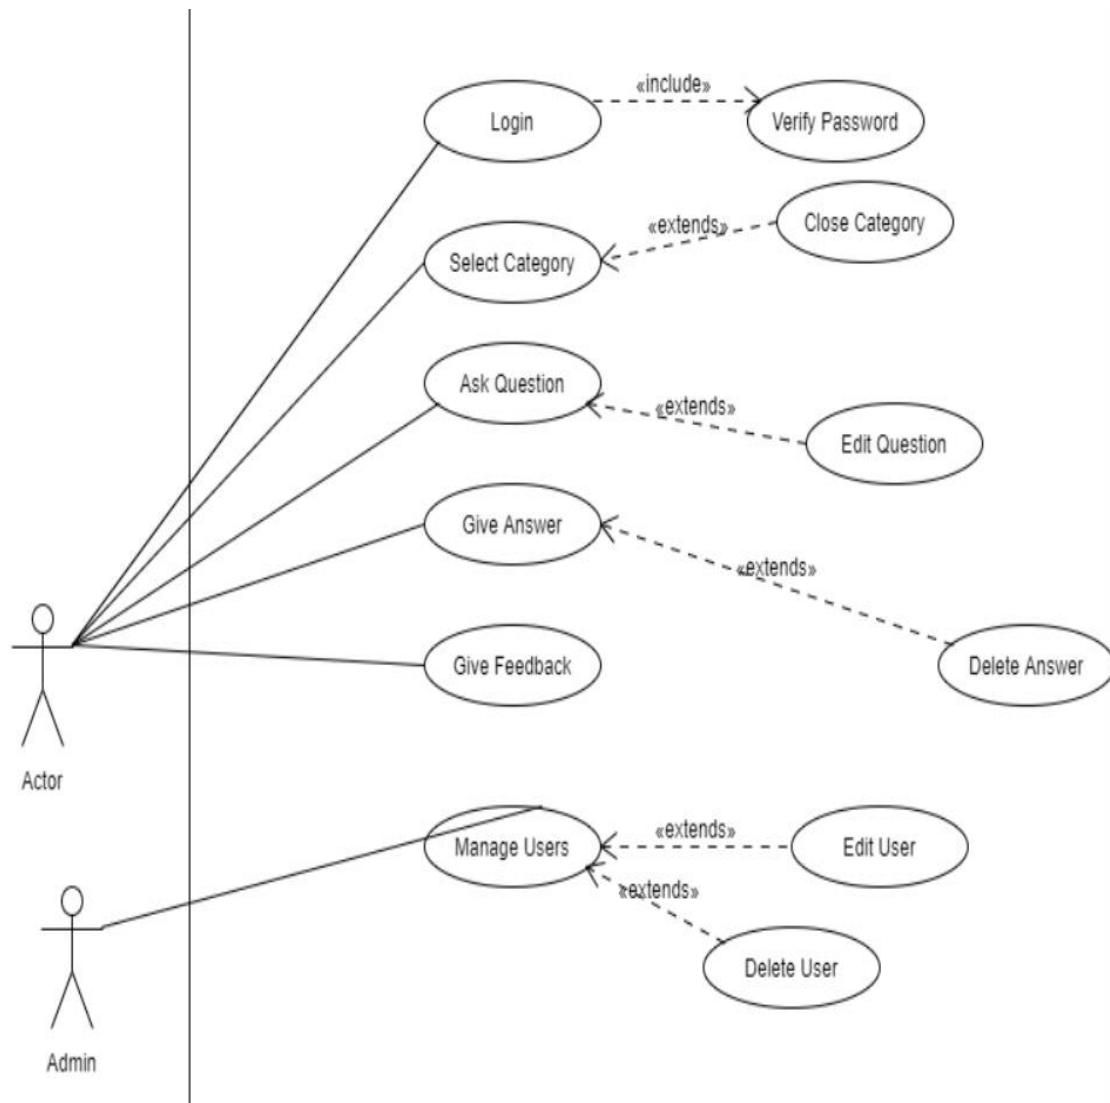 «include»
Login
Verify Password
«extends»
Close Category
Select Category
Ask Question
«extends»
Edit Question
Give Answer
«extends»
Give Feedback
Delete Answer
Actor
Manage Users
«extends»
Edit User
«extends»
Delete User
Admin